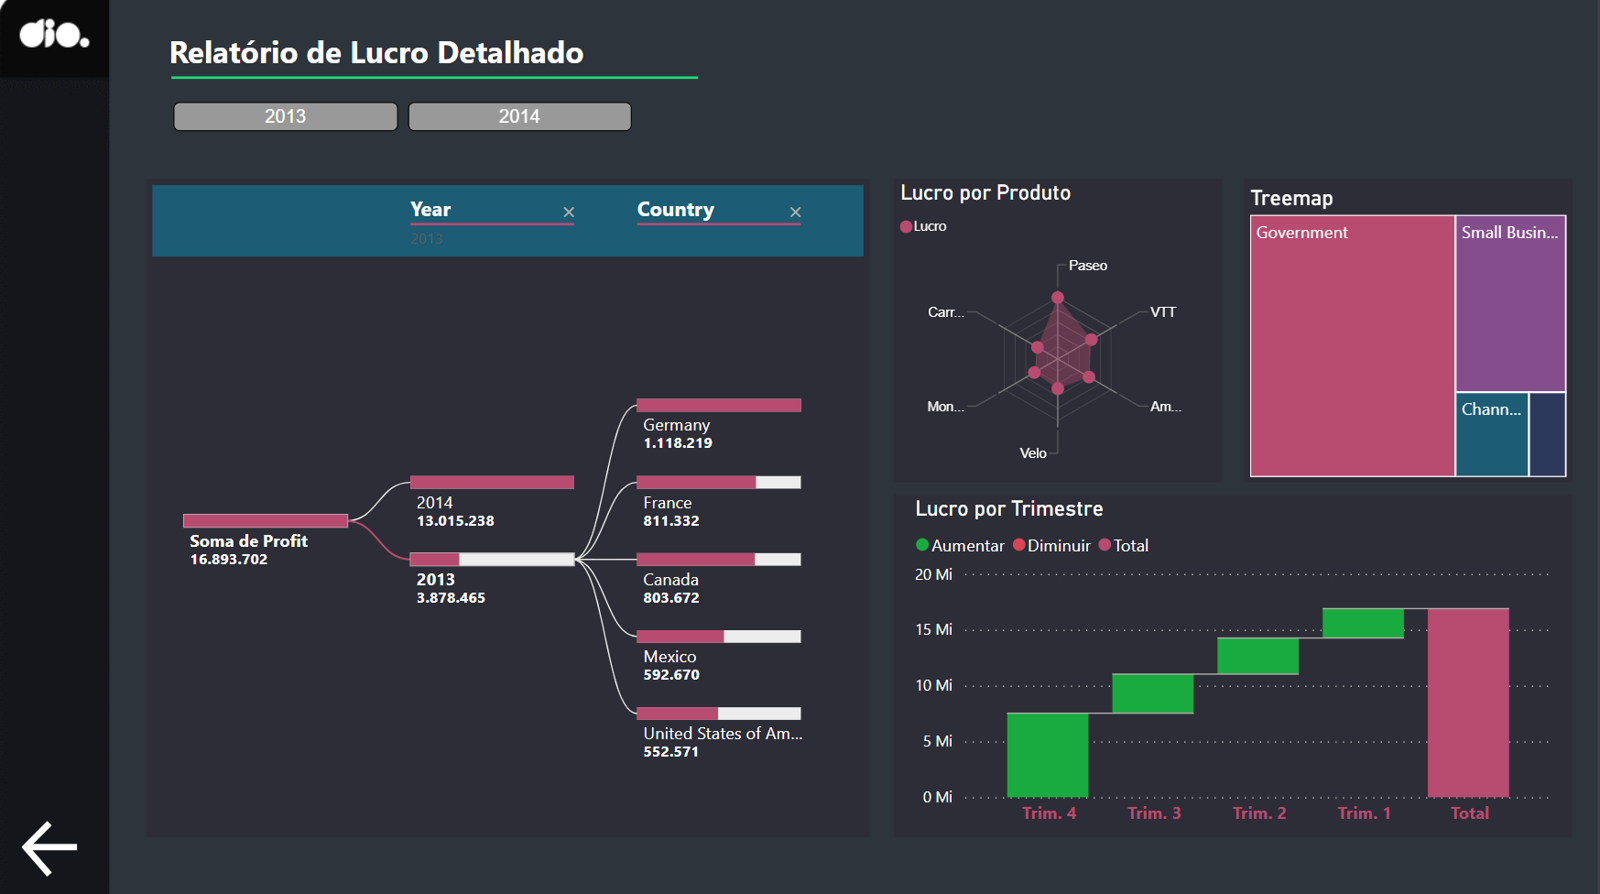 dio.
Relatório de Lucro Detalhado
2013
2014
Year
2013
Country
Soma de Profit
16.893.702
2014
13.015.238
2013
3.878.465
Germany
1.118.219
France
811.332
Canada
803.672
Mexico
592.670
United States of Am...
552.571
Lucro por Produto
Lucro
Paseo
VTT
Am...
Velo
Mon...
Carr...
Treemap
Government
Small Busin...
Chann...
Lucro por Trimestre
Aumentar Diminuir Total
20 Mi
15 Mi
10 Mi
5 Mi
0 Mi
Trim. 4 Trim. 3 Trim. 2 Trim. 1 Total